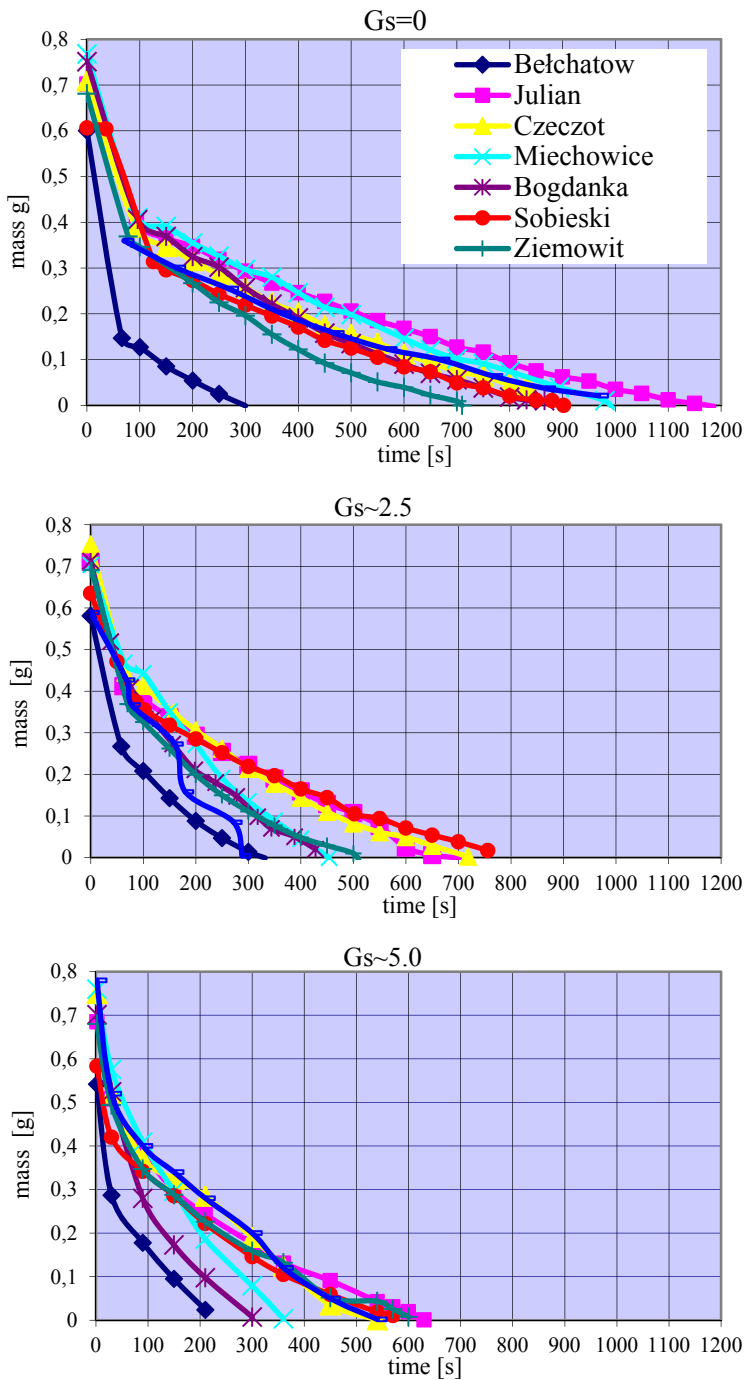 Gs=0
0,8
0,7
0,6
0,5
0,4
0,3
0,2
0,1
0
mass g]
Bełchatow
Julian
Czeczot
Miechowice
Bogdanka
Sobieski
Ziemowit
0 100 200 300 400 500 600 700 800 900 1000 1100 1200
time [s]
Gs~2.5
0,8
0,7
0,6
0,5
0,4
0,3
0,2
0,1
0
mass [g]
0 100 200 300 400 500 600 700 800 900 1000 1100 1200
time [s]
Gs~5.0
0,8
0,7
0,6
0,5
0,4
0,3
0,2
0,1
0
mass [g]
0 100 200 300 400 500 600 700 800 900 1000 1100 1200
time [s]